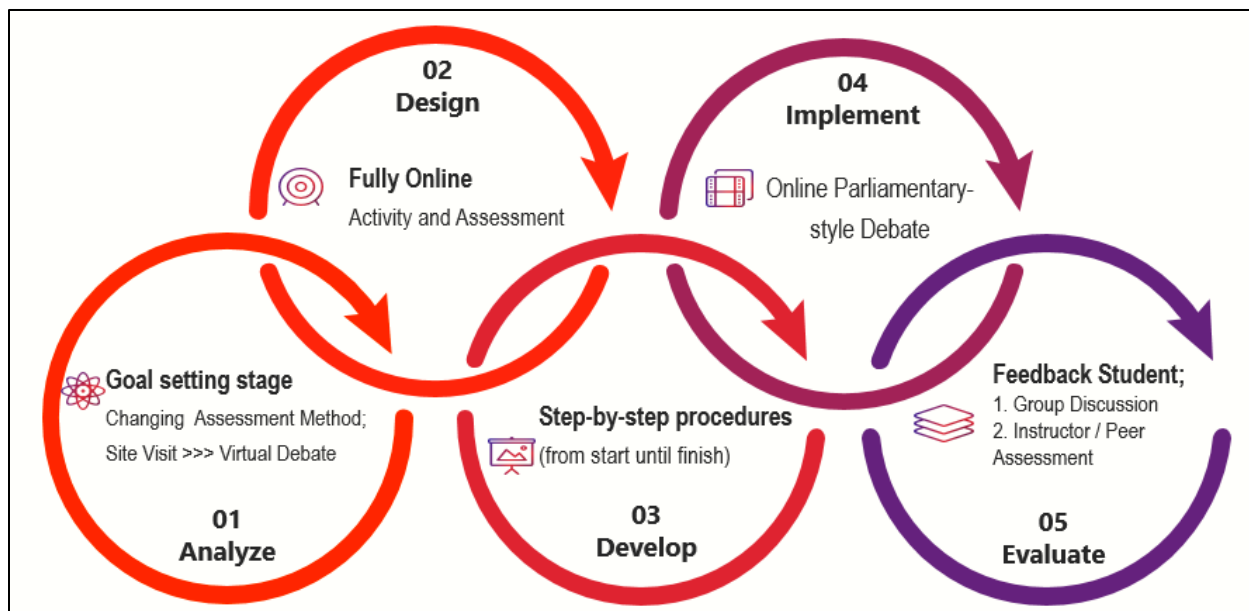 01
Analyze
Goal setting stage
Changing Assessment Method;
Site Visit >>> Virtual Debate
02
Design
Fully Online
Activity and Assessment
03
Develop
Step-by-step procedures
(from start until finish)
04
Implement
Online Parliamentary-
style Debate
05
Evaluate
Feedback Student;
1. Group Discussion
2. Instructor / Peer
Assessment